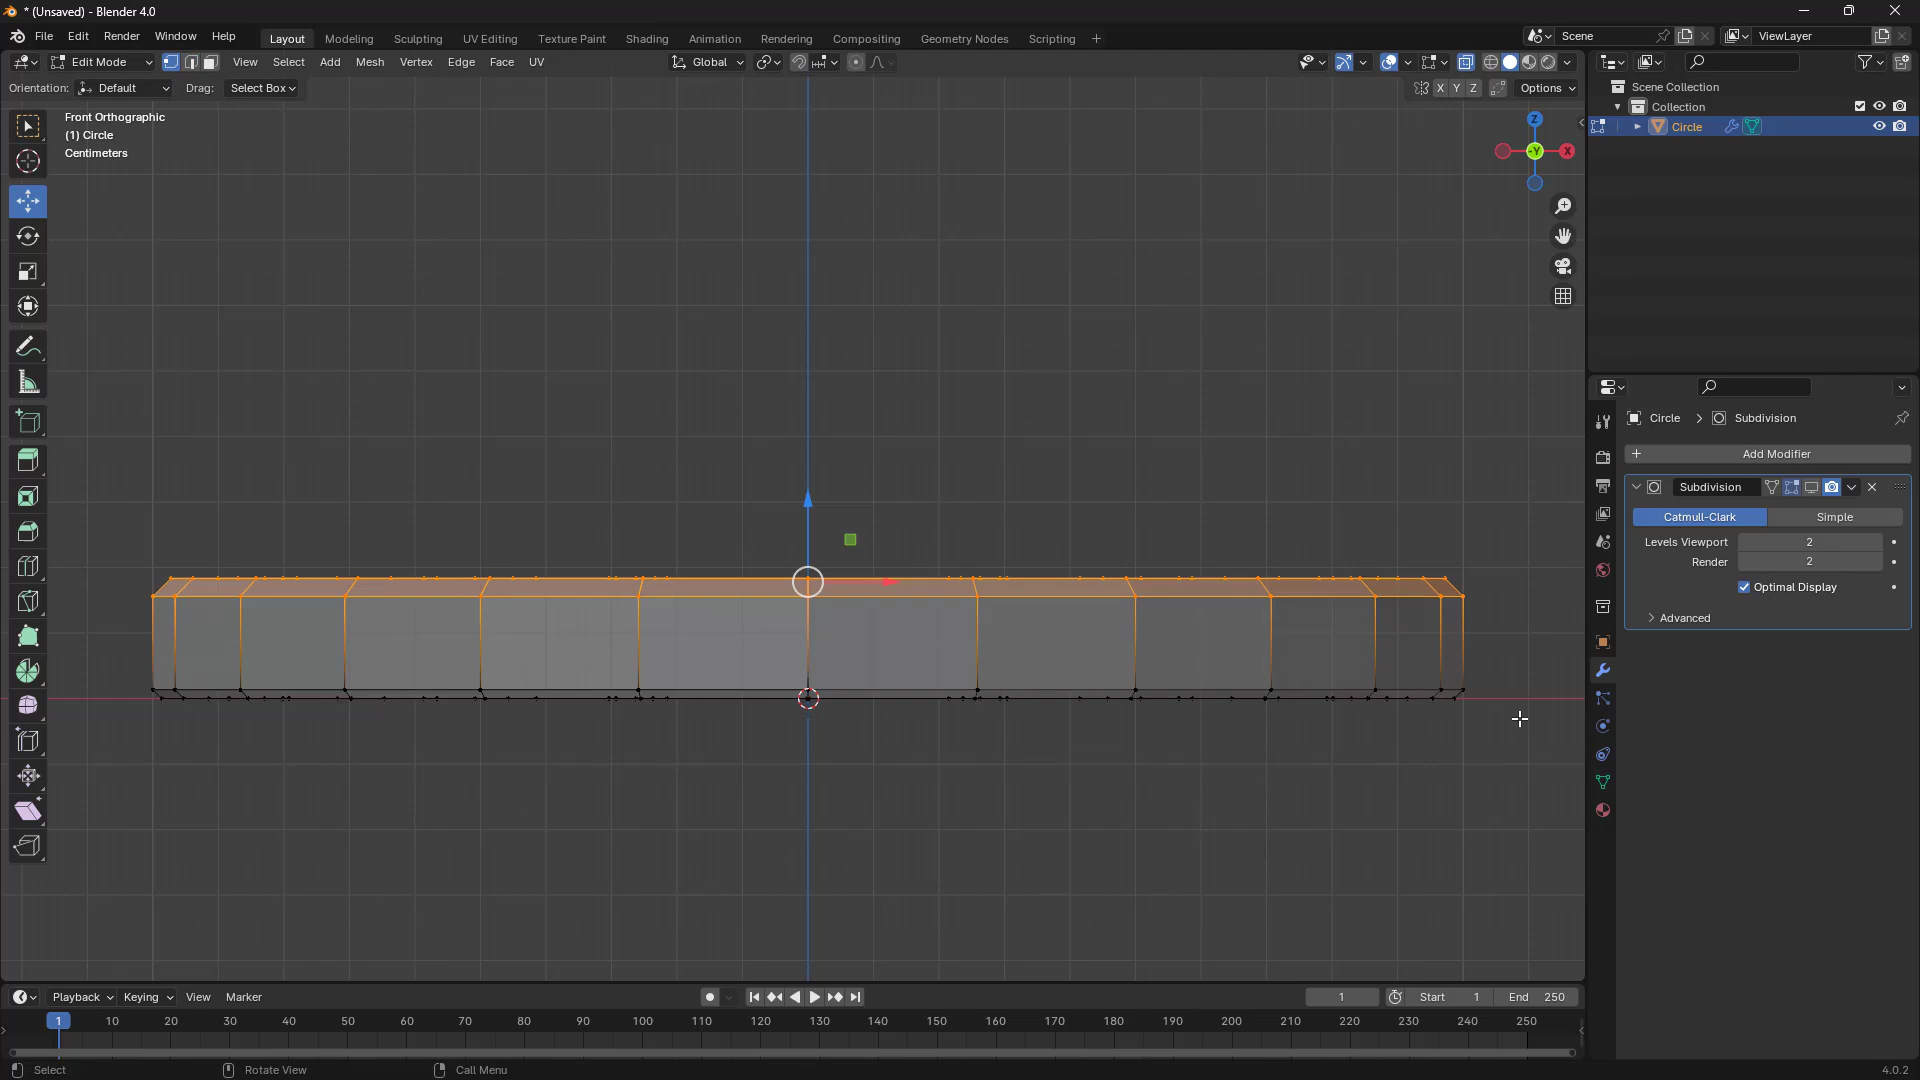 * (Unsaved) - Blender 4.0
File Edit Render Window Help Layout Modeling Sculpting UV Editing Texture Paint Shading Animation Rendering Compositing Geometry Nodes Scripting + Scene ViewLayer
Edit Mode View Select Add Mesh Vertex Edge Face UV Global
Orientation: Default Drag: Select Box X Y Z Options
Front Orthographic
(1) Circle
Centimeters
Z
-Y X
Scene Collection
Collection
Circle
Circle > Subdivision
+ Add Modifier
Subdivision
Catmull-Clark Simple
Levels Viewport 2
Render 2
Optimal Display
Advanced
Playback Keying View Marker 1 Start 1 End 250
1 10 20 30 40 50 60 70 80 90 100 110 120 130 140 150 160 170 180 190 200 210 220 230 240 250
Select Rotate View Call Menu 4.0.2